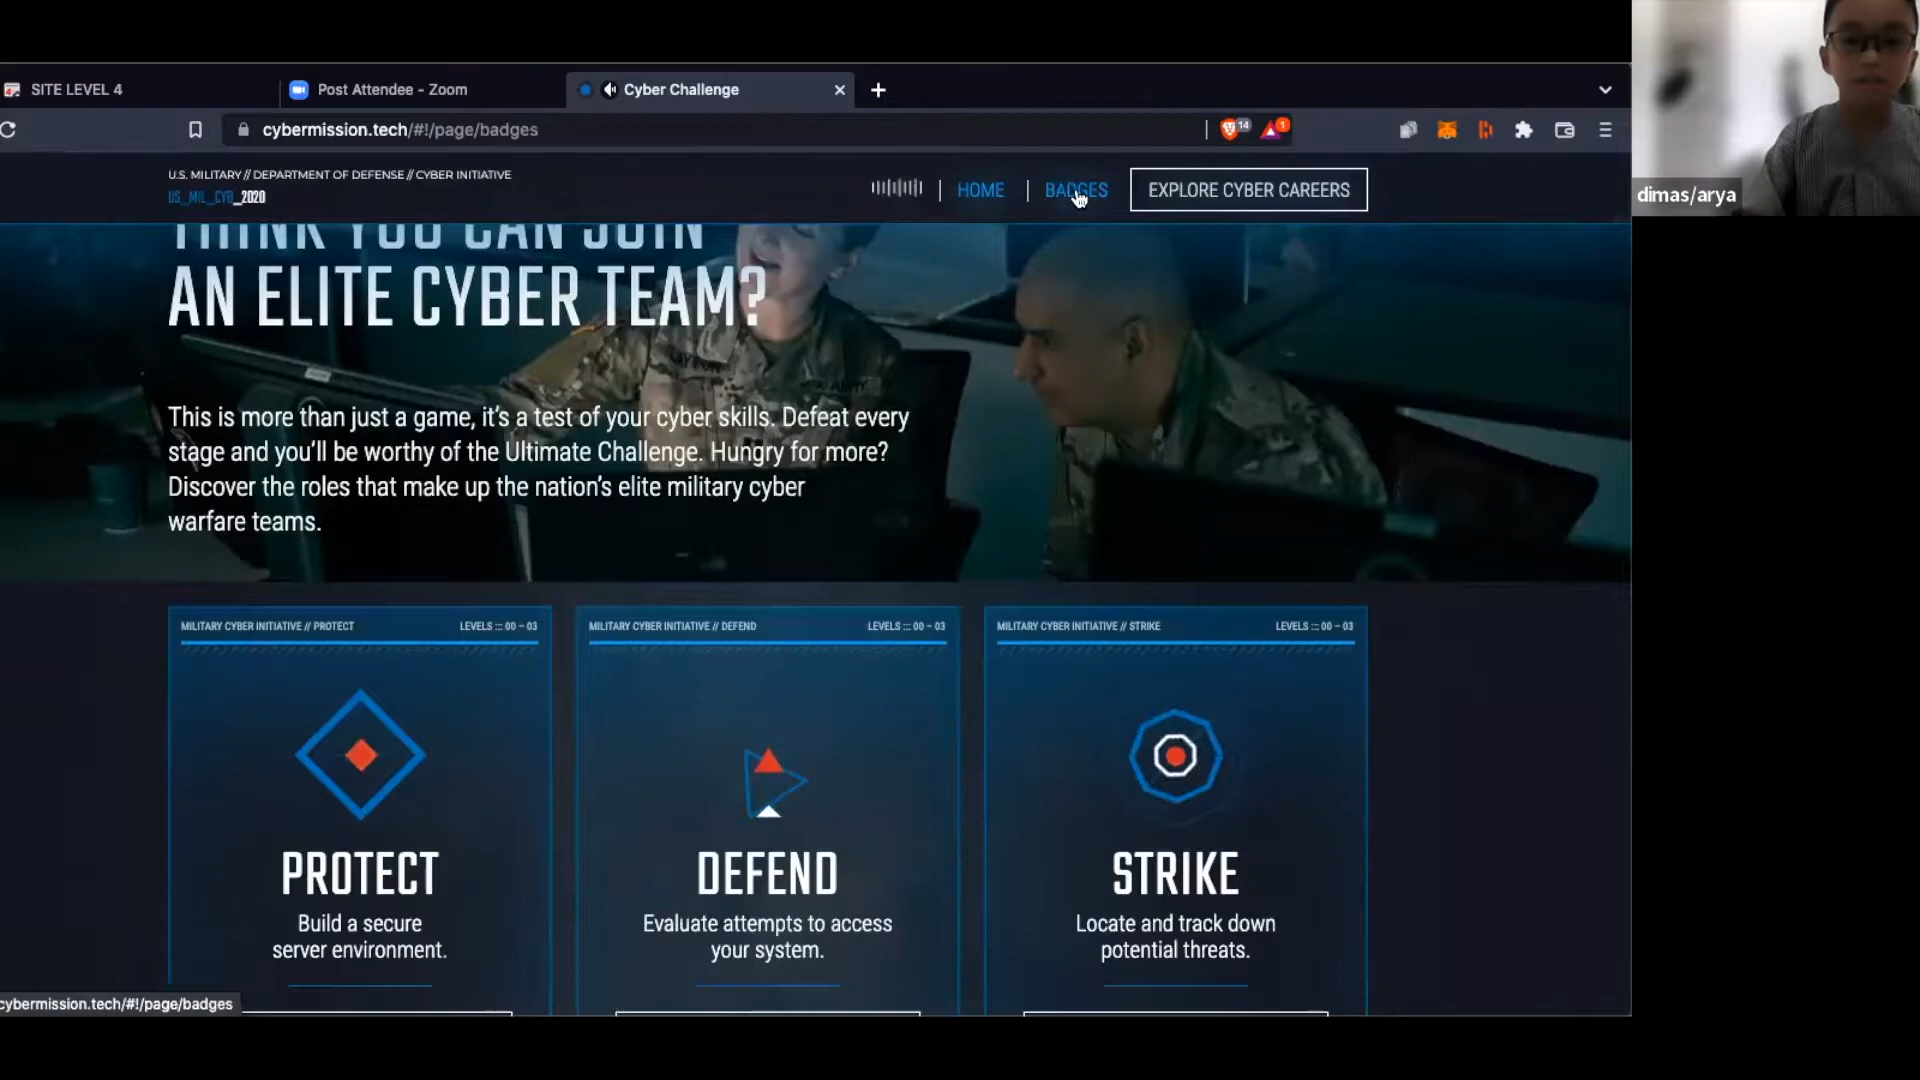 SITE LEVEL 4
Post Attendee - Zoom
Cyber Challenge
cybermission.tech/#!/page/badges
14
1
U.S. MILITARY // DEPARTMENT OF DEFENSE // CYBER INITIATIVE
US_MIL_CYB_2020
HOME
BADGES
EXPLORE CYBER CAREERS
THINK YOU CAN JOIN
AN ELITE CYBER TEAM?
This is more than just a game, it's a test of your cyber skills. Defeat every
stage and you'll be worthy of the Ultimate Challenge. Hungry for more?
Discover the roles that make up the nation's elite military cyber
warfare teams.
MILITARY CYBER INITIATIVE // PROTECT
LEVELS ::: 00 – 03
PROTECT
Build a secure
server environment.
MILITARY CYBER INITIATIVE // DEFEND
LEVELS ::: 00 – 03
DEFEND
Evaluate attempts to access
your system.
MILITARY CYBER INITIATIVE // STRIKE
LEVELS ::: 00 – 03
STRIKE
Locate and track down
potential threats.
cybermission.tech/#!/page/badges
dimas/arya